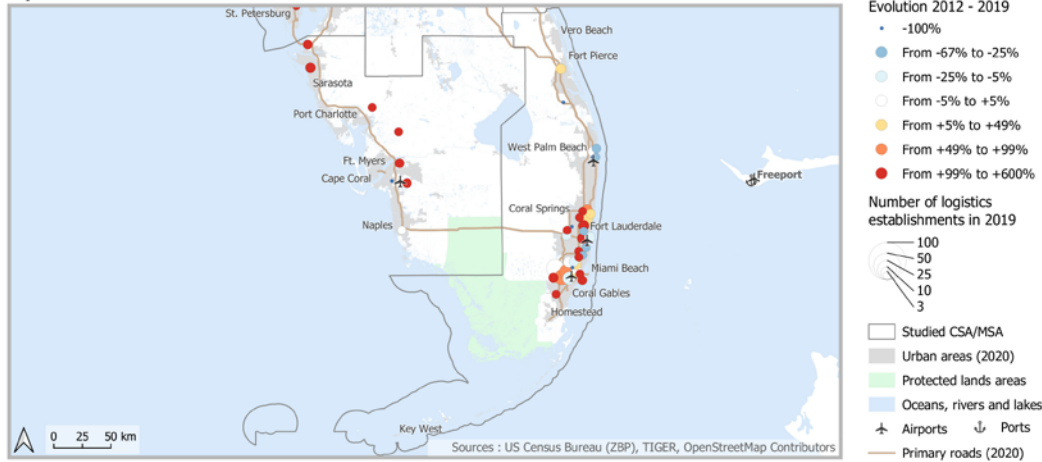 St. Petersburg
Vero Beach
Fort Pierce
Sarasota
Port Charlotte
West Palm Beach
Ft. Myers
Cape Coral
Freeport
Coral Springs
Naples
Fort Lauderdale
Miami Beach
Coral Gables
Homestead
Key West
0 25 50 km
Sources : US Census Bureau (ZBP), TIGER, OpenStreetMap Contributors
Evolution 2012 - 2019
-100%
From -67% to -25%
From -25% to -5%
From -5% to +5%
From +5% to +49%
From +49% to +99%
From +99% to +600%
Number of logistics
establishments in 2019
100
50
25
10
3
Studied CSA/MSA
Urban areas (2020)
Protected lands areas
Oceans, rivers and lakes
Airports Ports
Primary roads (2020)